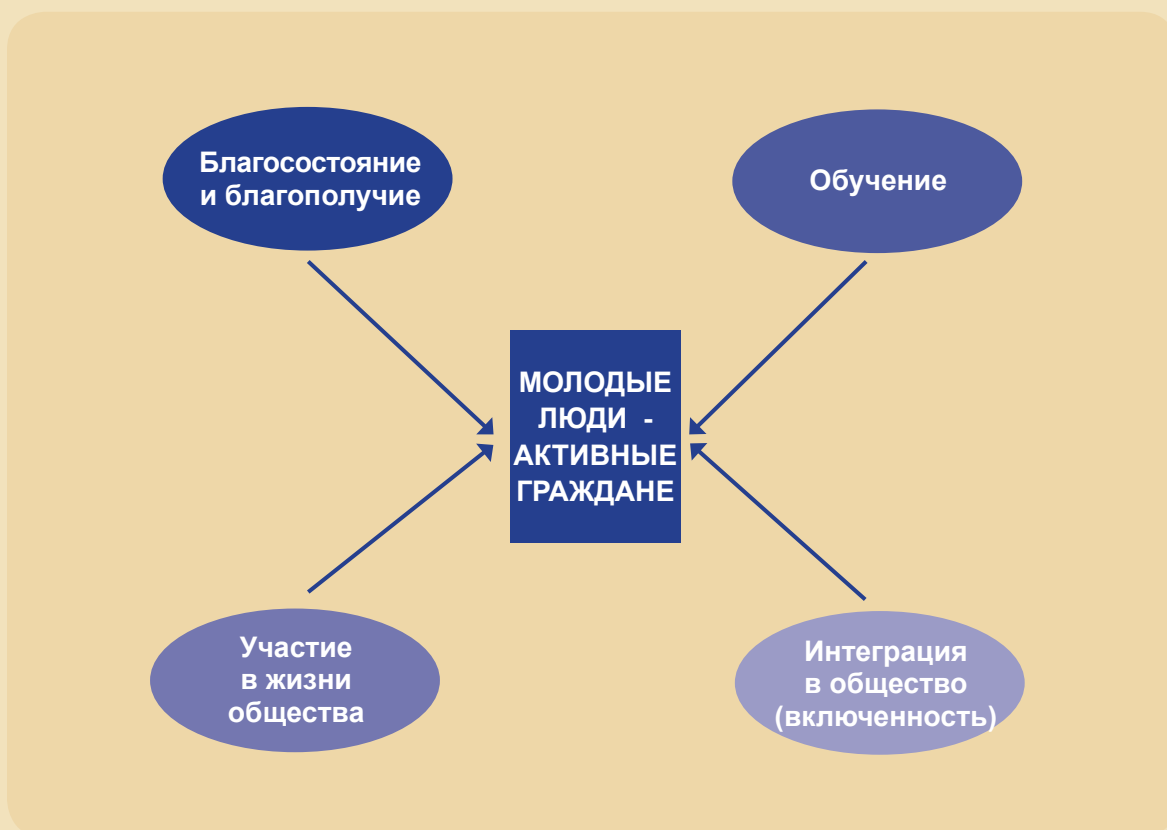 Благосостояние
и благополучие
Обучение
МОЛОДЫЕ
ЛЮДИ -
АКТИВНЫЕ
ГРАЖДАНЕ
Участие
в жизни
общества
Интеграция
в общество
(включенность)